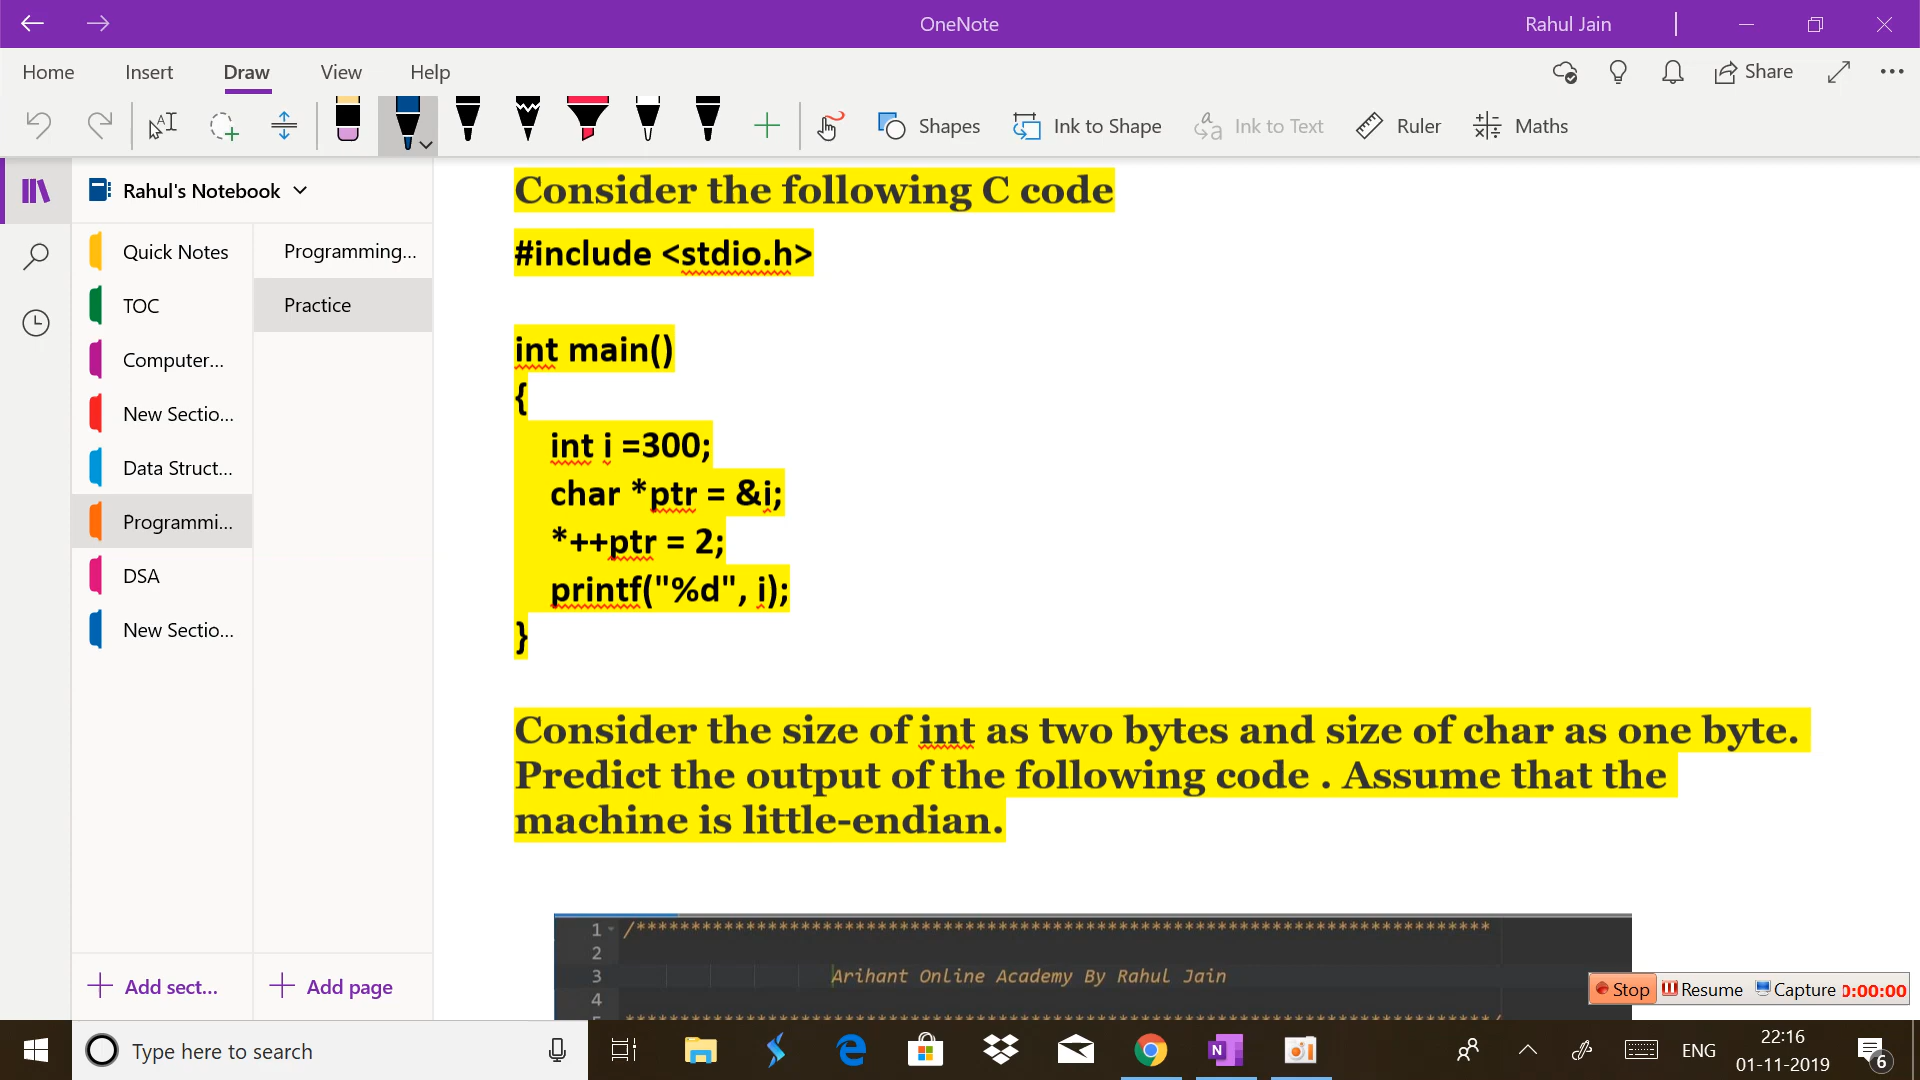 OneNote
Rahul Jain
Home Insert Draw View Help
Share
Shapes Ink to Shape Ink to Text Ruler Maths
Rahul's Notebook
Quick Notes
TOC
Computer...
New Sectio...
Data Struct...
Programmi...
DSA
New Sectio...
Add sect...
Programming...
Practice
Add page
Consider the following C code
#include <stdio.h>
int main()
{
int i =300;
char *ptr = &i;
*++ptr = 2;
printf("%d", i);
}
Consider the size of int as two bytes and size of char as one byte.
Predict the output of the following code . Assume that the
machine is little-endian.
1 /******************************************************************************
2
3 Arihant Online Academy By Rahul Jain
4
Stop Resume Capture 0:00:00
Type here to search
ENG
22:16
01-11-2019
6